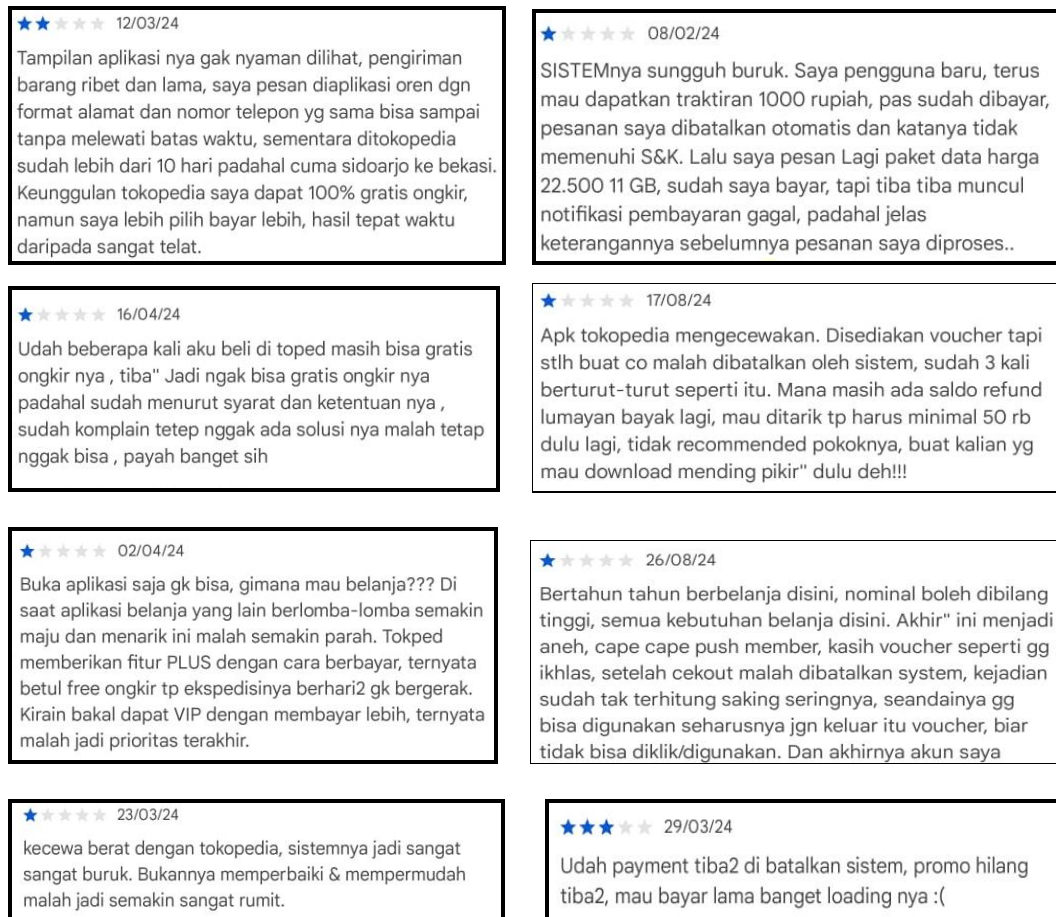 12/03/24
Tampilan aplikasi nya gak nyaman dilihat, pengiriman
barang ribet dan lama, saya pesan diaplikasi oren dgn
format alamat dan nomor telepon yg sama bisa sampai
tanpa melewati batas waktu, sementara ditokopedia
sudah lebih dari 10 hari padahal cuma sidoarjo ke bekasi.
Keunggulan tokopedia saya dapat 100% gratis ongkir,
namun saya lebih pilih bayar lebih, hasil tepat waktu
daripada sangat telat.
08/02/24
SISTEMnya sungguh buruk. Saya pengguna baru, terus
mau dapatkan traktiran 1000 rupiah, pas sudah dibayar,
pesanan saya dibatalkan otomatis dan katanya tidak
memenuhi S&K. Lalu saya pesan Lagi paket data harga
22.500 11 GB, sudah saya bayar, tapi tiba tiba muncul
notifikasi pembayaran gagal, padahal jelas
keterangannya sebelumnya pesanan saya diproses..
16/04/24
Udah beberapa kali aku beli di toped masih bisa gratis
ongkir nya , tiba" Jadi ngak bisa gratis ongkir nya
padahal sudah menurut syarat dan ketentuan nya ,
sudah komplain tetep nggak ada solusi nya malah tetap
nggak bisa , payah banget sih
17/08/24
Apk tokopedia mengecewakan. Disediakan voucher tapi
stlh buat co malah dibatalkan oleh sistem, sudah 3 kali
berturut-turut seperti itu. Mana masih ada saldo refund
lumayan bayak lagi, mau ditarik tp harus minimal 50 rb
dulu lagi, tidak recommended pokoknya, buat kalian yg
mau download mending pikir" dulu deh!!!
02/04/24
Buka aplikasi saja gk bisa, gimana mau belanja??? Di
saat aplikasi belanja yang lain berlomba-lomba semakin
maju dan menarik ini malah semakin parah. Tokped
memberikan fitur PLUS dengan cara berbayar, ternyata
betul free ongkir tp ekspedisinya berhari2 gk bergerak.
Kirain bakal dapat VIP dengan membayar lebih, ternyata
malah jadi prioritas terakhir.
26/08/24
Bertahun tahun berbelanja disini, nominal boleh dibilang
tinggi, semua kebutuhan belanja disini. Akhir" ini menjadi
aneh, cape cape push member, kasih voucher seperti gg
ikhlas, setelah cekout malah dibatalkan system, kejadian
sudah tak terhitung saking seringnya, seandainya gg
bisa digunakan seharusnya jgn keluar itu voucher, biar
tidak bisa diklik/digunakan. Dan akhirnya akun saya
23/03/24
kecewa berat dengan tokopedia, sistemnya jadi sangat
sangat buruk. Bukannya memperbaiki & mempermudah
malah jadi semakin sangat rumit.
29/03/24
Udah payment tiba2 di batalkan sistem, promo hilang
tiba2, mau bayar lama banget loading nya :(